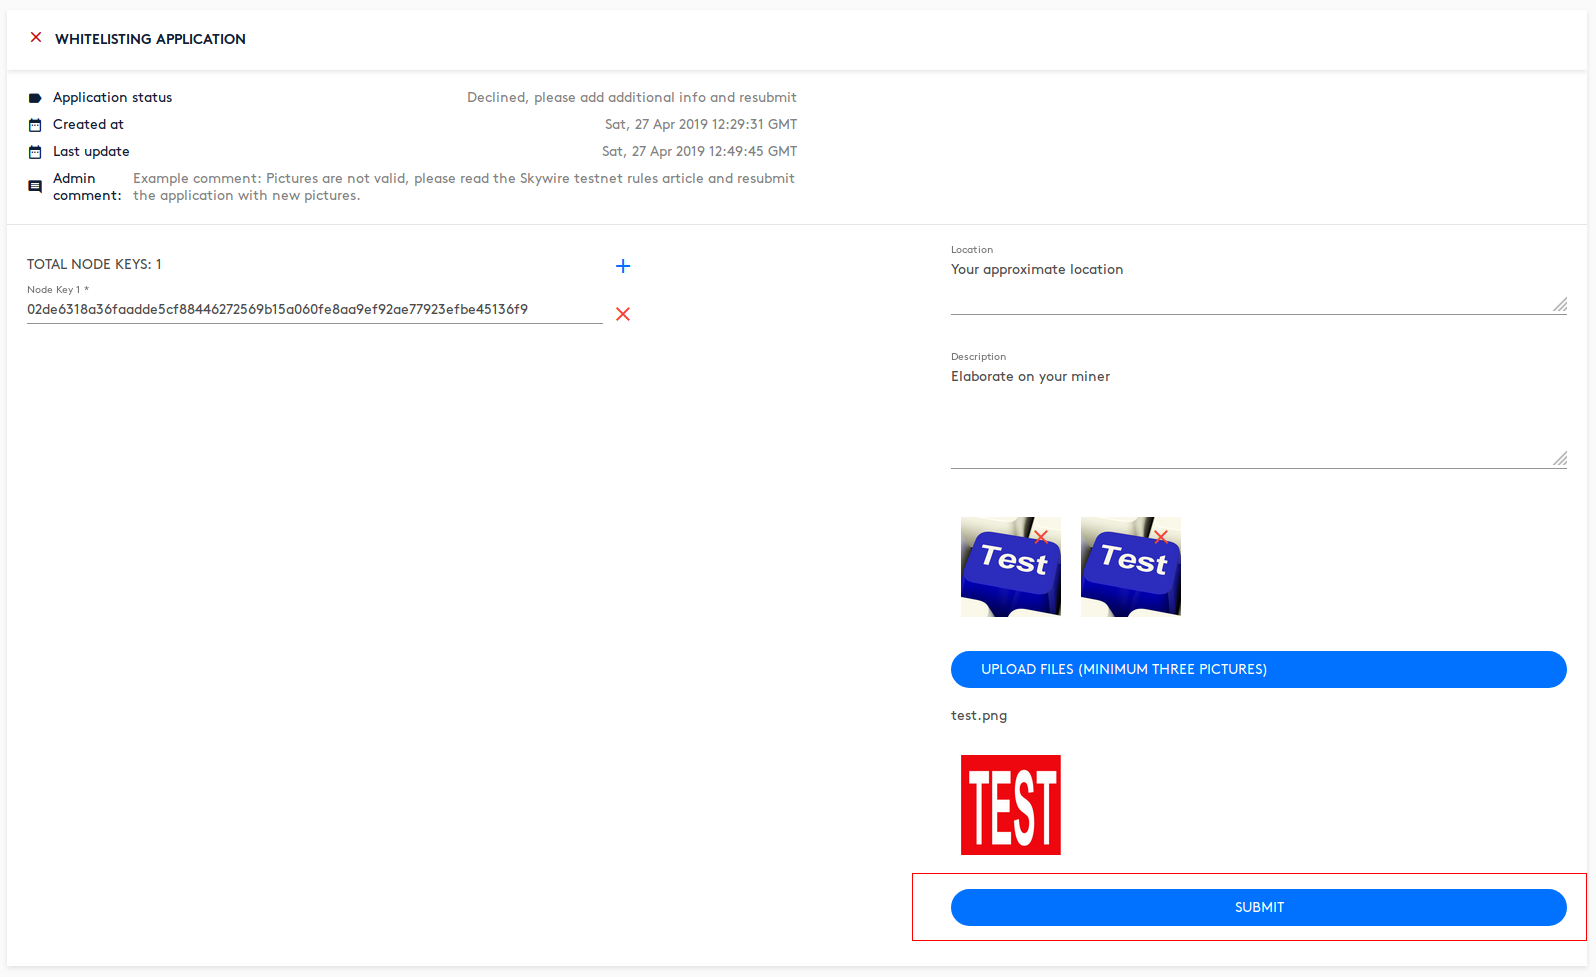 WHITELISTING APPLICATION
Application status Declined, please add additional info and resubmit
Created at Sat, 27 Apr 2019 12:29:31 GMT
Last update Sat, 27 Apr 2019 12:49:45 GMT
Admin comment: Example comment: Pictures are not valid, please read the Skywire testnet rules article and resubmit
the application with new pictures.
TOTAL NODE KEYS: 1
Node Key 1 *
02de6318a36faadde5cf88446272569b15a060fe8aa9ef92ae77923efbe45136f9
Location
Your approximate location
Description
Elaborate on your miner
Test Test
UPLOAD FILES (MINIMUM THREE PICTURES)
test.png
TEST
SUBMIT